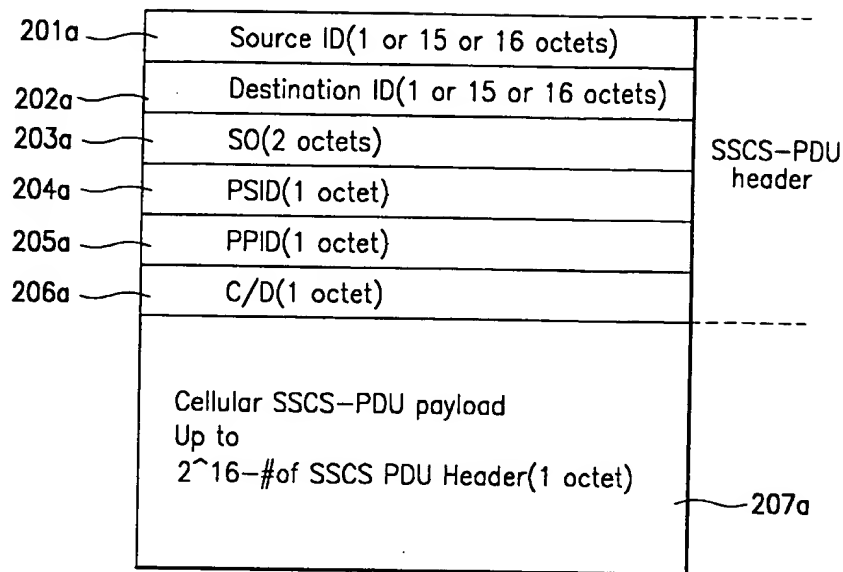 201a
Source ID(1 or 15 or 16 octets)
202a
Destination ID(1 or 15 or 16 octets)
203a
SO(2 octets)
SSCS-PDU
header
204a
PSID(1 octet)
205a
PPID(1 octet)
206a
C/D(1 octet)
Cellular SSCS-PDU payload
Up to
2^16-#of SSCS PDU Header(1 octet)
207a